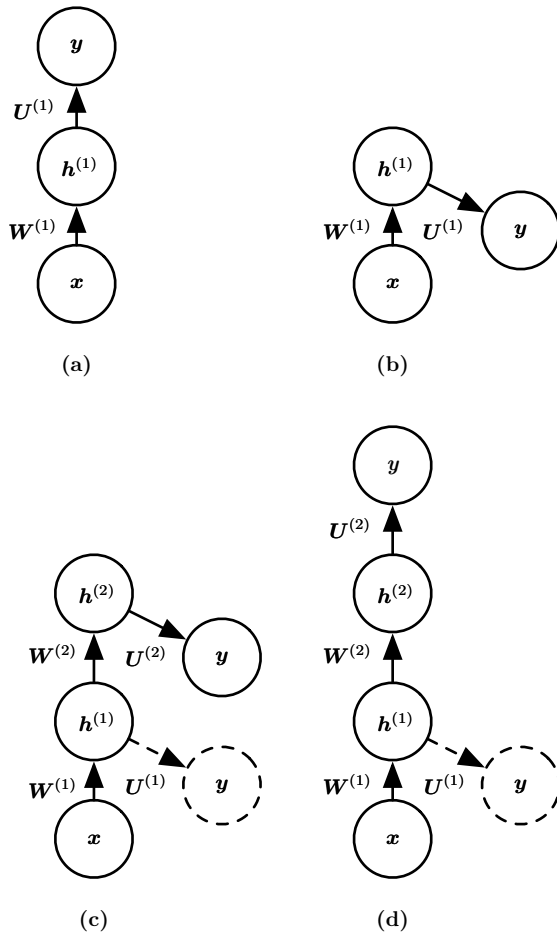 y
U^(1)
h^(1)
W^(1)
x
(a)
h^(1)
W^(1)
U^(1)
y
x
(b)
h^(2)
W^(2)
U^(2)
y
h^(1)
W^(1)
U^(1)
y
x
(c)
y
U^(2)
h^(2)
W^(2)
h^(1)
W^(1)
U^(1)
y
x
(d)